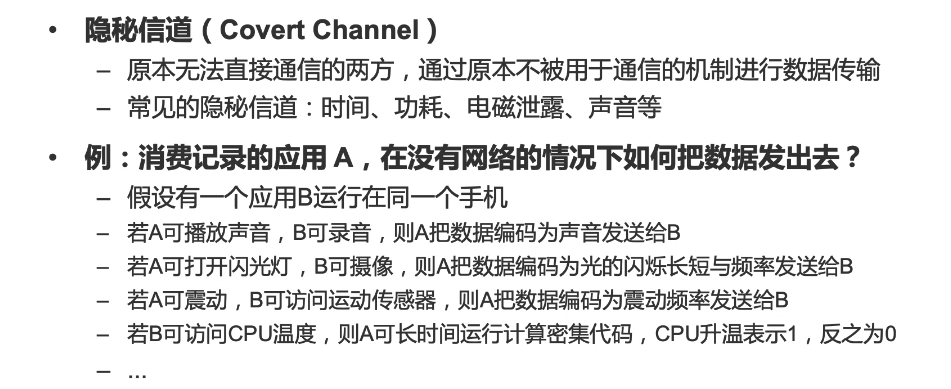 • 隐秘信道（Covert Channel）
– 原本无法直接通信的两方，通过原本不被用于通信的机制进行数据传输
– 常见的隐秘信道：时间、功耗、电磁泄露、声音等
• 例：消费记录的应用 A，在没有网络的情况下如何把数据发出去？
– 假设有一个应用B运行在同一个手机
– 若A可播放声音，B可录音，则A把数据编码为声音发送给B
– 若A可打开闪光灯，B可摄像，则A把数据编码为光的闪烁长短与频率发送给B
– 若A可震动，B可访问运动传感器，则A把数据编码为震动频率发送给B
– 若B可访问CPU温度，则A可长时间运行计算密集代码，CPU升温表示1，反之为0
– ...